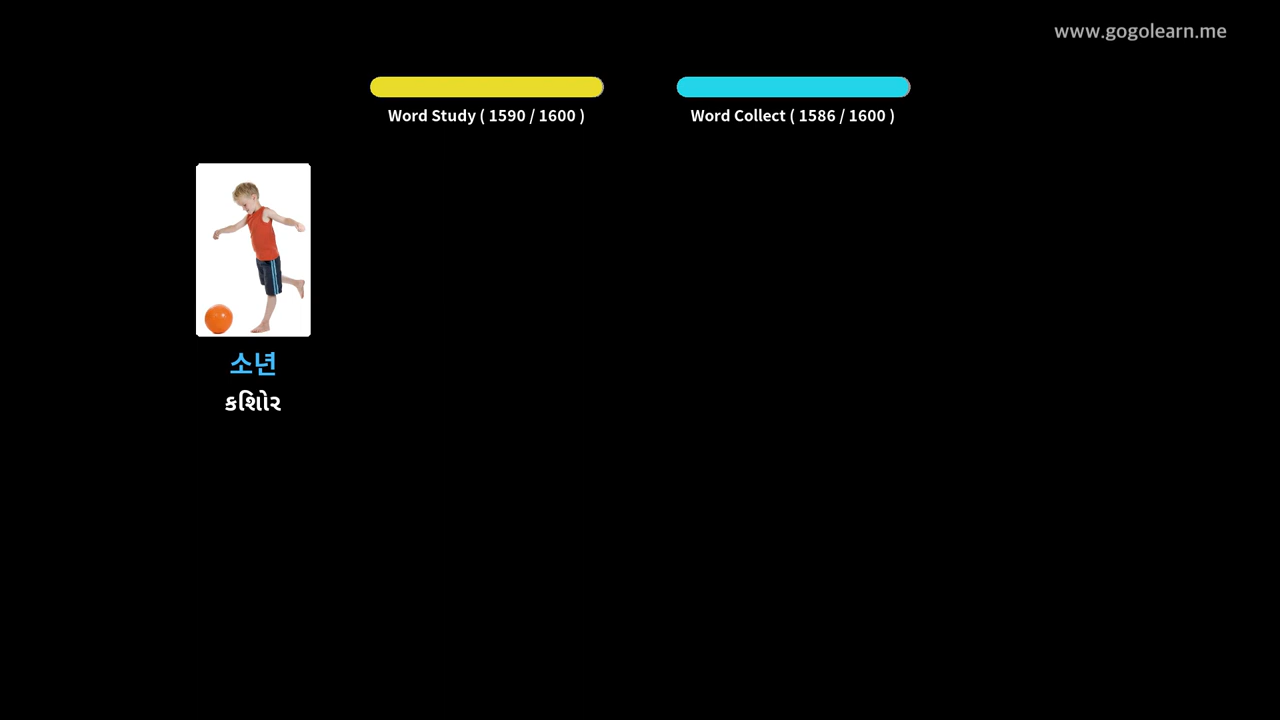 www.gogolearn.me
Word Study ( 1590 / 1600 )
Word Collect ( 1586 / 1600 )
소년
કિશોર